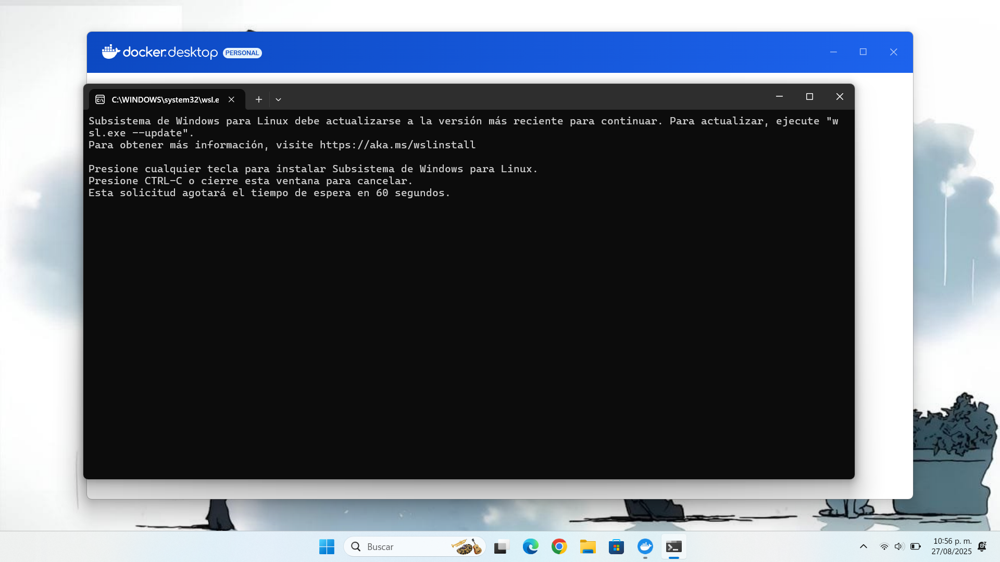 docker.desktop PERSONAL
C:\WINDOWS\system32\wsl.e
Subsistema de Windows para Linux debe actualizarse a la versión más reciente para continuar. Para actualizar, ejecute "w
sl.exe --update".
Para obtener más información, visite https://aka.ms/wslinstall
Presione cualquier tecla para instalar Subsistema de Windows para Linux.
Presione CTRL-C o cierre esta ventana para cancelar.
Esta solicitud agotará el tiempo de espera en 60 segundos.
Buscar
10:56 p. m.
27/08/2025